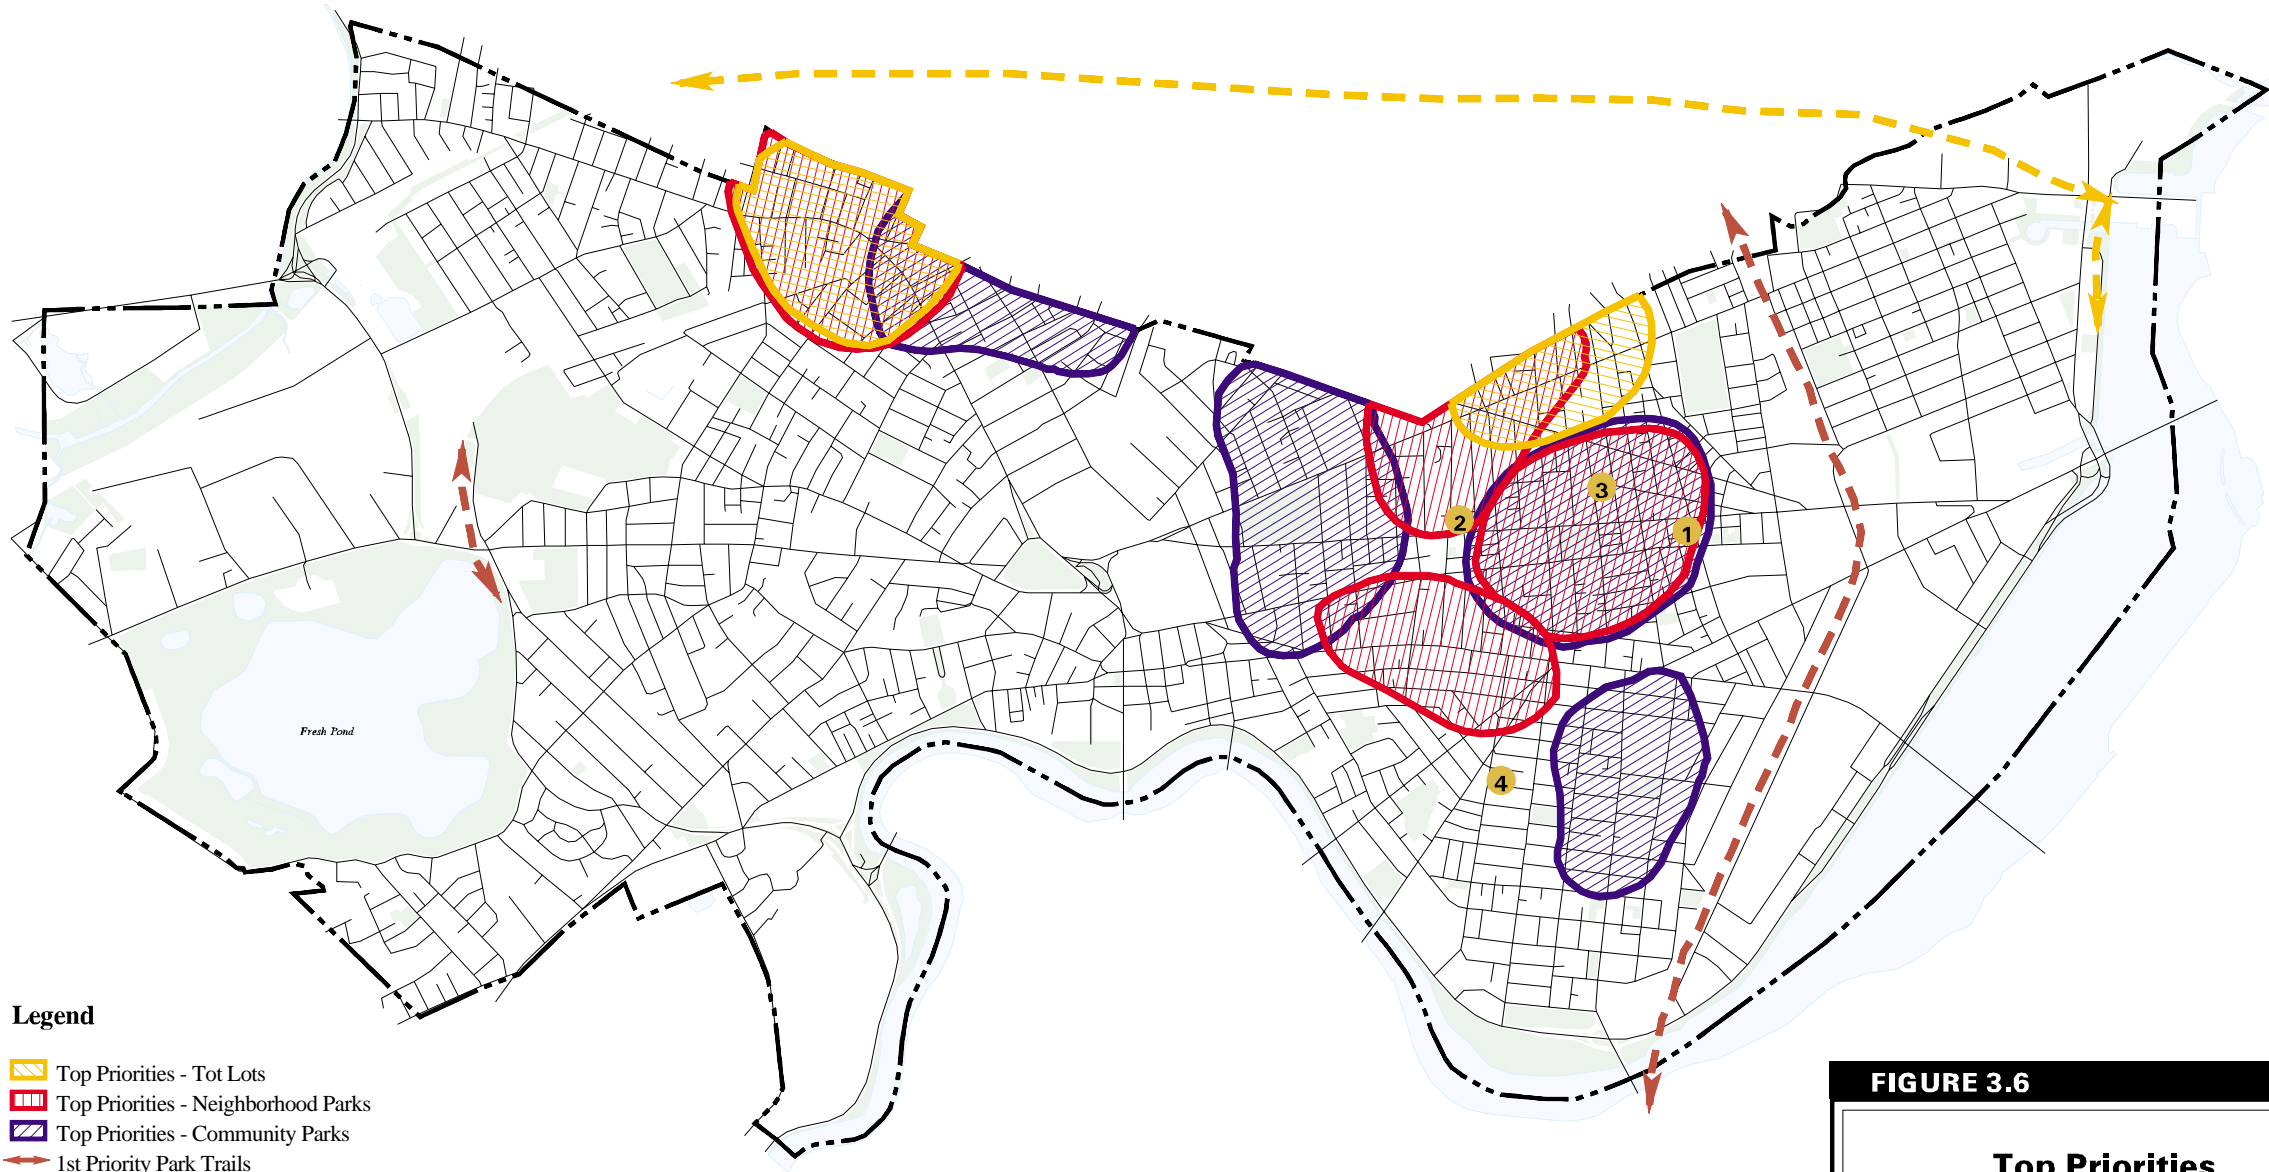 3
1
2
Fresh Pond
4
Legend
Top Priorities - Tot Lots
Top Priorities - Neighborhood Parks
Top Priorities - Community Parks
1st Priority Park Trails
FIGURE 3.6
Top Priorities